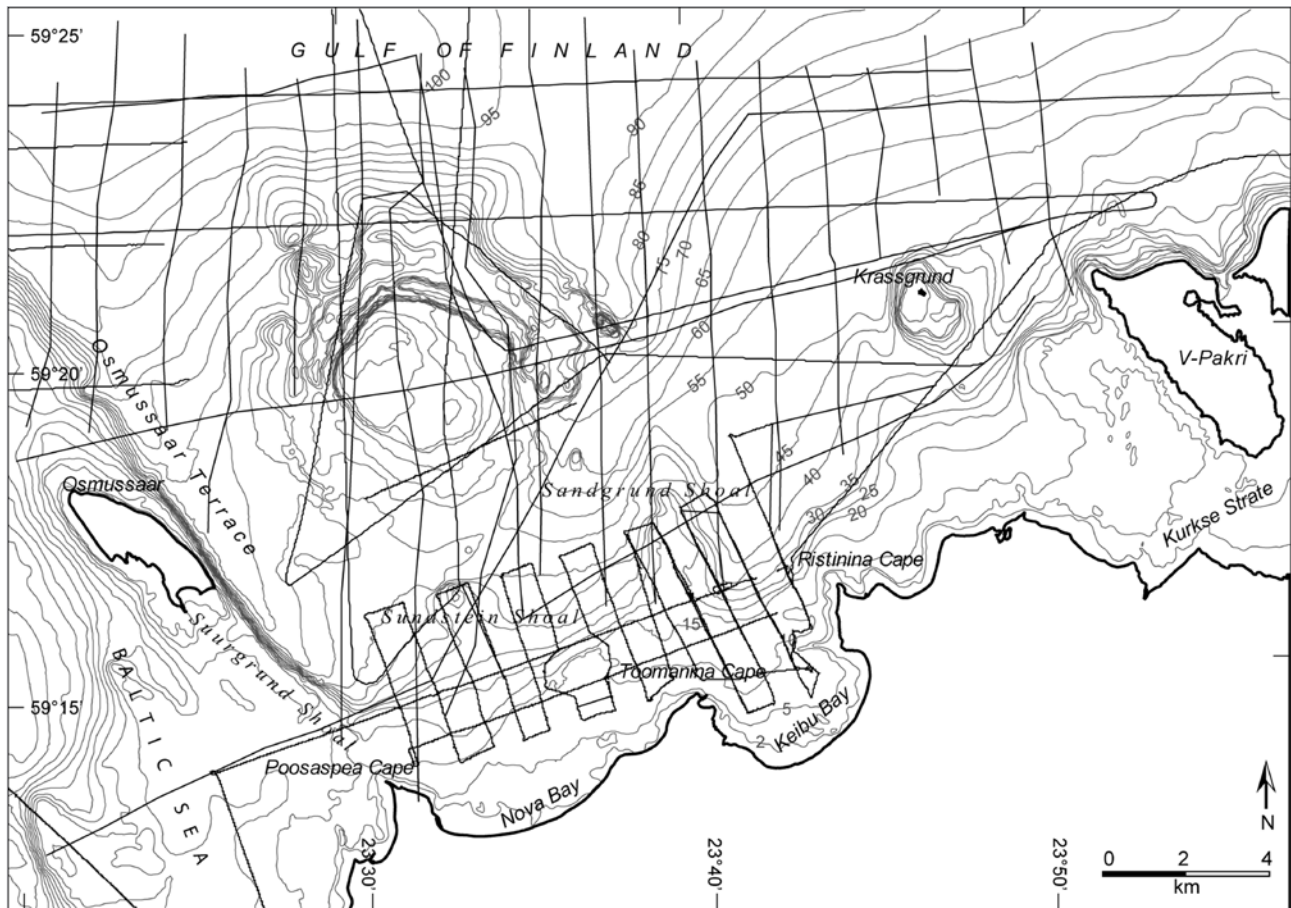 59°25'
GULF OF FINLAND
100
95
90
85
80
75
70
65
60
55
50
Krassgrund
V-Pakri
59°20'
Osmussaar Terrace
Osmussaar
Sandgrund Shoal
45
40
35
30
25
20
Kurkse Strate
Ristinina Cape
Sundstein Shoal
15
10
Suurgrund Shoal
Toomanina Cape
BALTIC SEA
59°15'
5
2
Keibu Bay
Poosaspea Cape
Nova Bay
N
23°30'
23°40'
23°50'
0 2 4
km